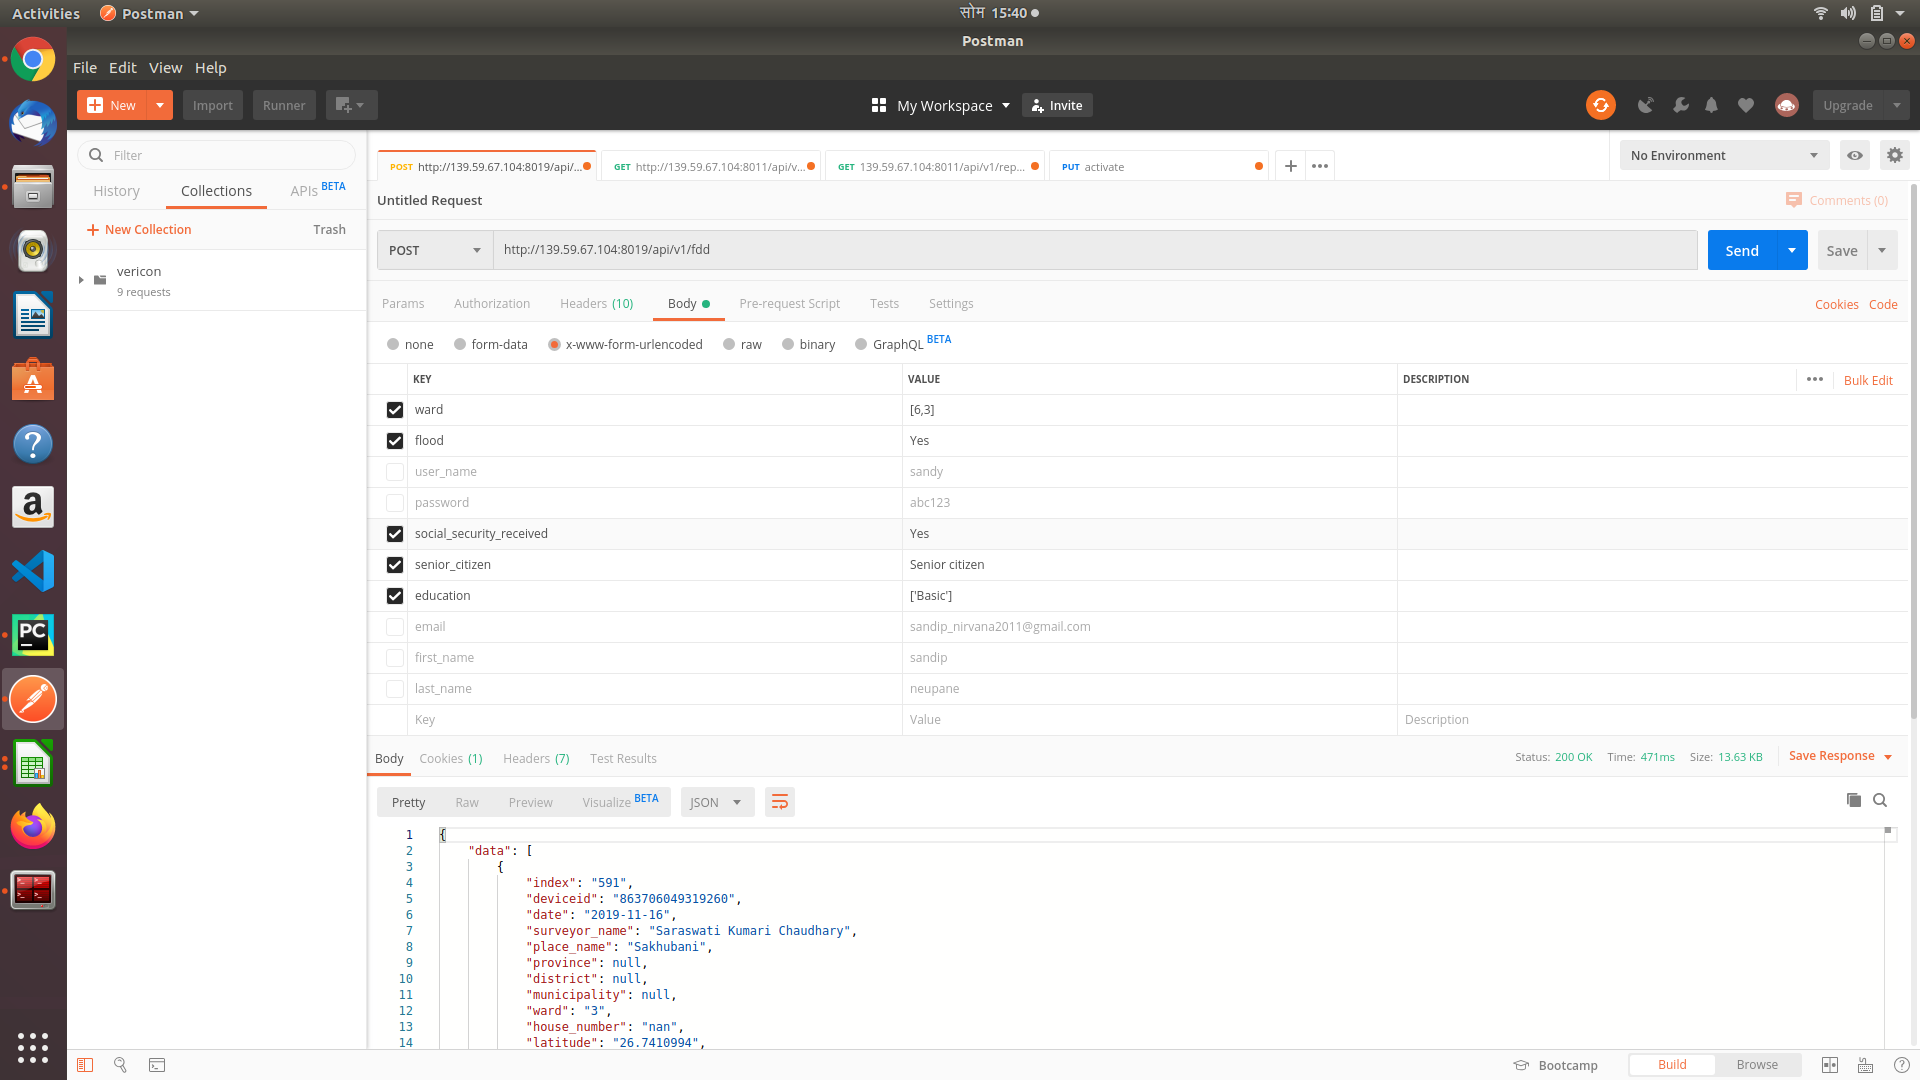 Activities
Postman
सोम 15:40
Postman
File Edit View Help
New
Import
Runner
My Workspace
Invite
Upgrade
Filter
History Collections APIs BETA
New Collection Trash
vericon
9 requests
POST http://139.59.67.104:8019/api/...
GET http://139.59.67.104:8011/api/v...
GET 139.59.67.104:8011/api/v1/rep...
PUT activate
No Environment
Untitled Request
Comments (0)
POST http://139.59.67.104:8019/api/v1/fdd
Send
Save
Params Authorization Headers (10) Body Pre-request Script Tests Settings
Cookies Code
none form-data x-www-form-urlencoded raw binary GraphQL BETA
KEY VALUE DESCRIPTION
Bulk Edit
ward [6,3]
flood Yes
user_name sandy
password abc123
social_security_received Yes
senior_citizen Senior citizen
education ['Basic']
email sandip_nirvana2011@gmail.com
first_name sandip
last_name neupane
Key Value Description
Body Cookies (1) Headers (7) Test Results
Status: 200 OK Time: 471ms Size: 13.63 KB
Save Response
Pretty Raw Preview Visualize BETA
JSON
1 {
2 "data": [
3 {
4 "index": "591",
5 "deviceid": "863706049319260",
6 "date": "2019-11-16",
7 "surveyor_name": "Saraswati Kumari Chaudhary",
8 "place_name": "Sakhubani",
9 "province": null,
10 "district": null,
11 "municipality": null,
12 "ward": "3",
13 "house_number": "nan",
14 "latitude": "26.7410994",
Bootcamp
Build Browse